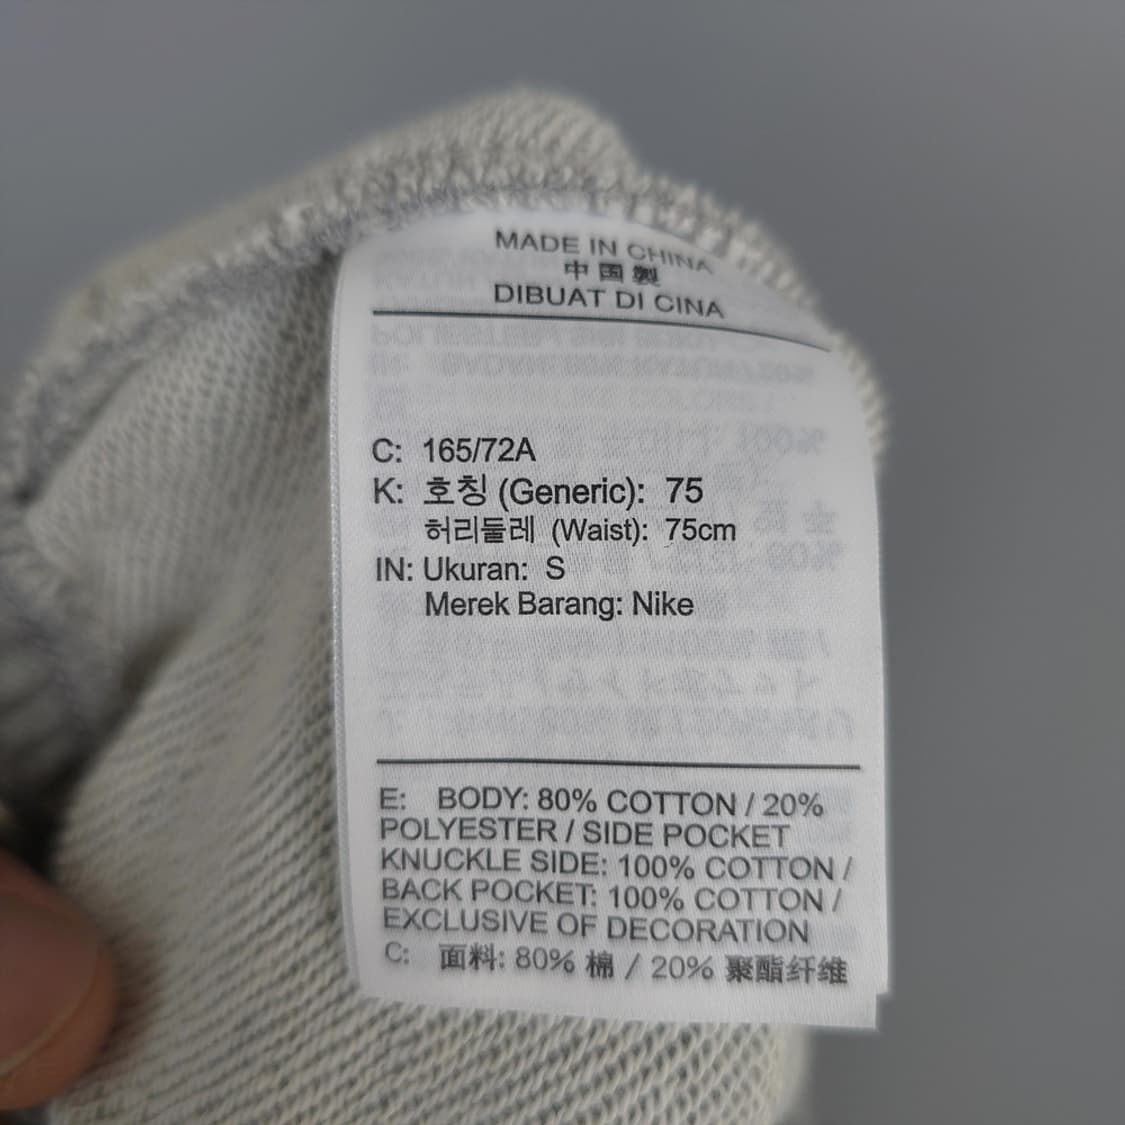 MADE IN CHINA
中国製
DIBUAT DI CINA
C: 165/72A
K: 호칭 (Generic): 75
허리둘레 (Waist): 75cm
IN: Ukuran: S
Merek Barang: Nike
E: BODY: 80% COTTON / 20%
POLYESTER / SIDE POCKET
KNUCKLE SIDE: 100% COTTON /
BACK POCKET: 100% COTTON /
EXCLUSIVE OF DECORATION
C: 面料: 80% 棉 / 20% 聚酯纤维